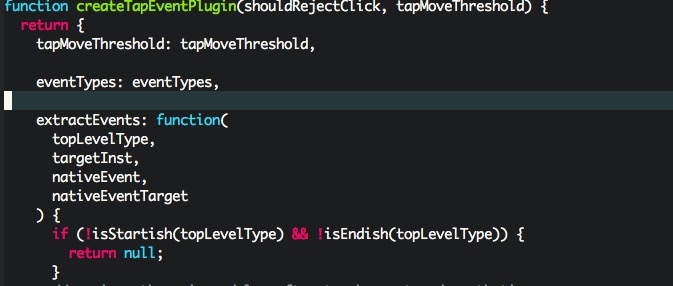 function createTapEventPlugin(shouldRejectClick, tapMoveThreshold) {
return {
tapMoveThreshold: tapMoveThreshold,
eventTypes: eventTypes,
extractEvents: function(
topLevelType,
targetInst,
nativeEvent,
nativeEventTarget
) {
if (!isStartish(topLevelType) && !isEndish(topLevelType)) {
return null;
}